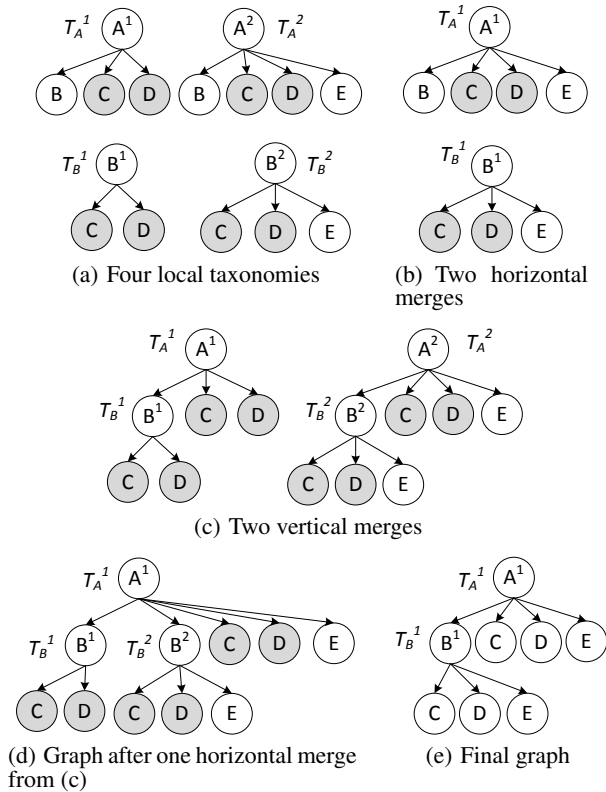 T_A^1 A^1 A^2 T_A^2
B C D B C D E
T_B^1 B^1 B^2 T_B^2
C D C D E
(a) Four local taxonomies
T_A^1 A^1
B C D E
T_B^1 B^1
C D E
(b) Two horizontal
merges
T_A^1 A^1 A^2 T_A^2
T_B^1 B^1 C D T_B^2 B^2 C D E
C D C D E
(c) Two vertical merges
T_A^1 A^1
T_B^1 B^1 T_B^2 B^2 C D E
C D C D E
(d) Graph after one horizontal merge
from (c)
T_A^1 A^1
T_B^1 B^1 C D E
C D E
(e) Final graph